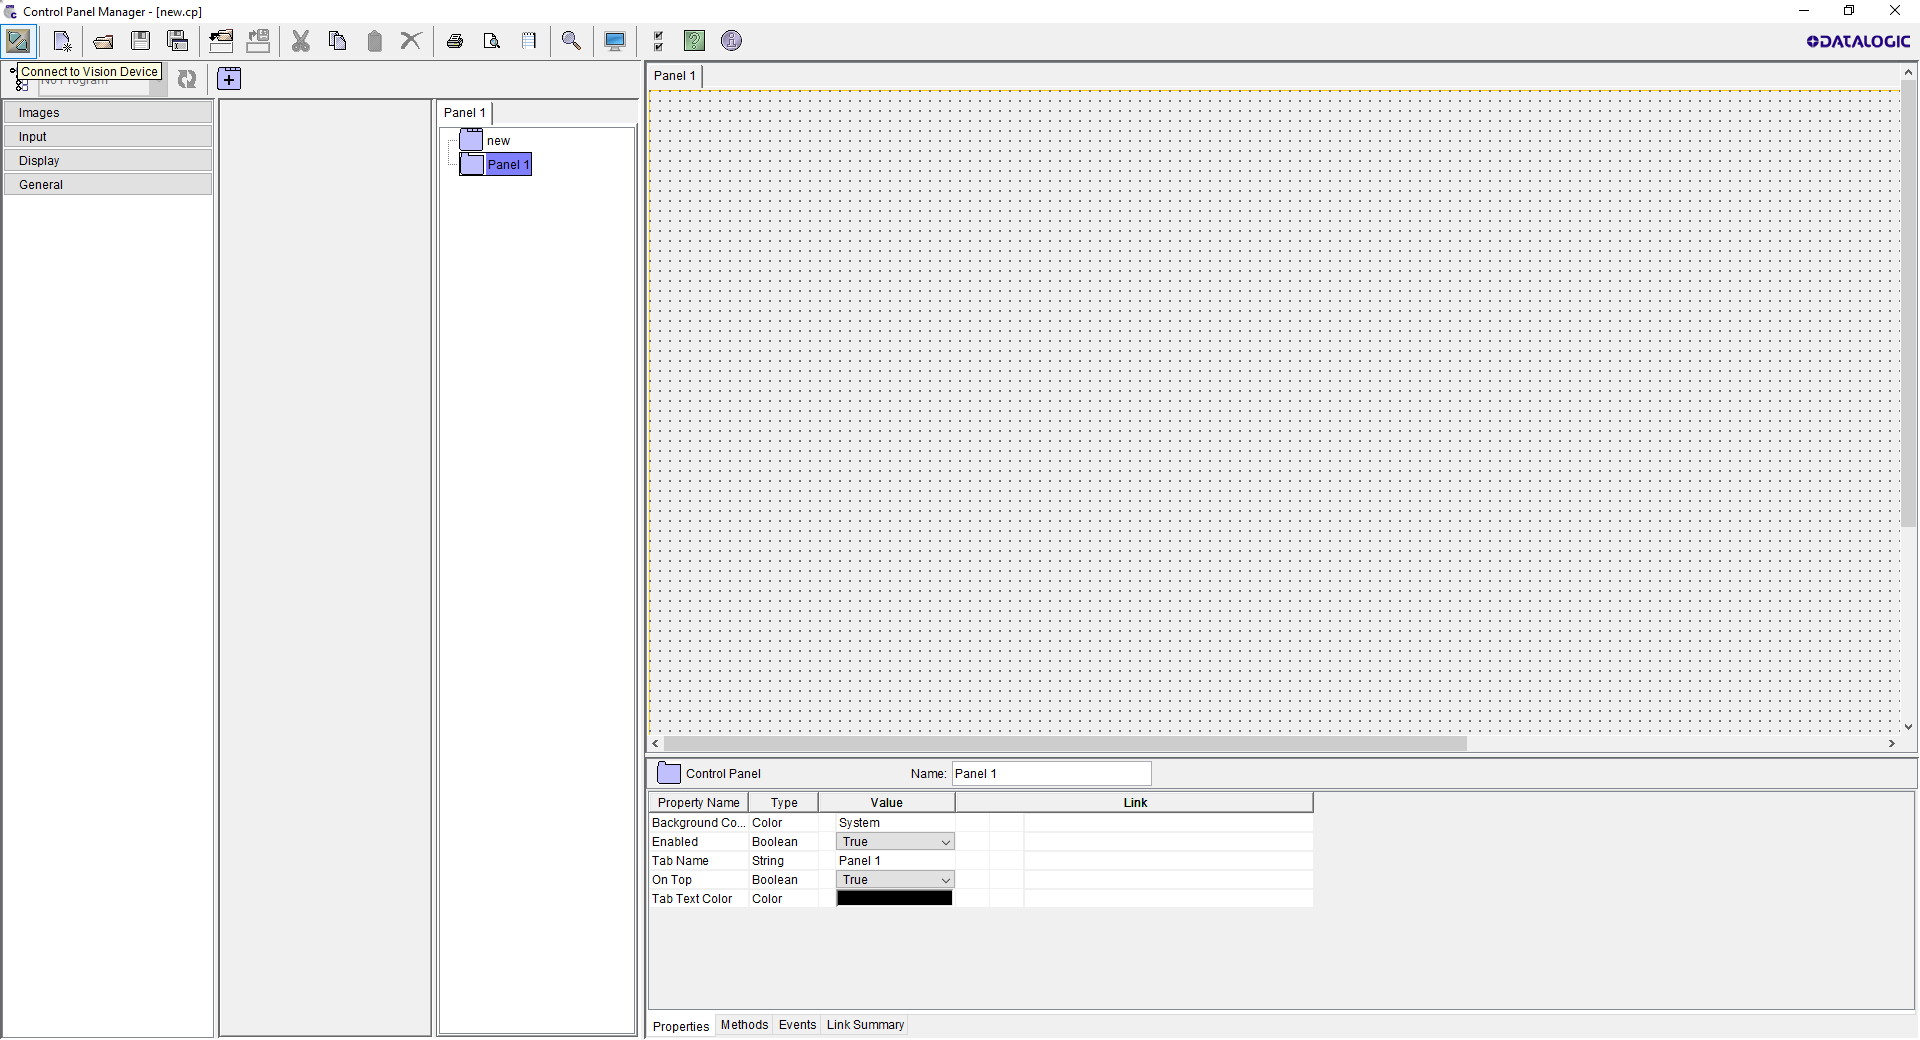 Control Panel Manager - [new.cp]
DATALOGIC
Connect to Vision Device
No Program
Images
Input
Display
General
Panel 1
new
Panel 1
Panel 1
Control Panel
Name: Panel 1
Property Name Type Value Link
Background Co... Color System
Enabled Boolean True
Tab Name String Panel 1
On Top Boolean True
Tab Text Color Color
Properties Methods Events Link Summary